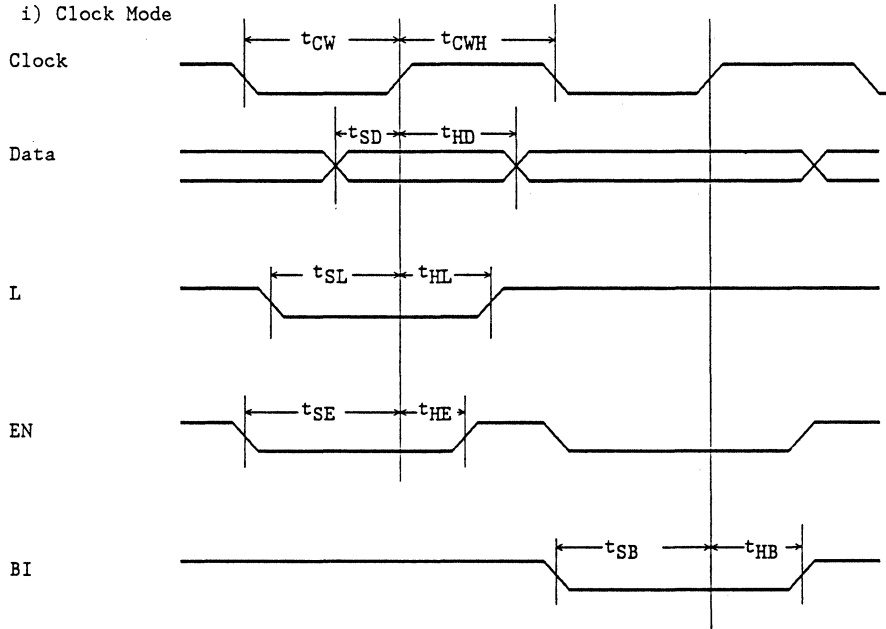 i) Clock Mode
tCW tCWH
Clock
tSD tHD
Data
tSL tHL
L
tSE tHE
EN
tSB tHB
BI